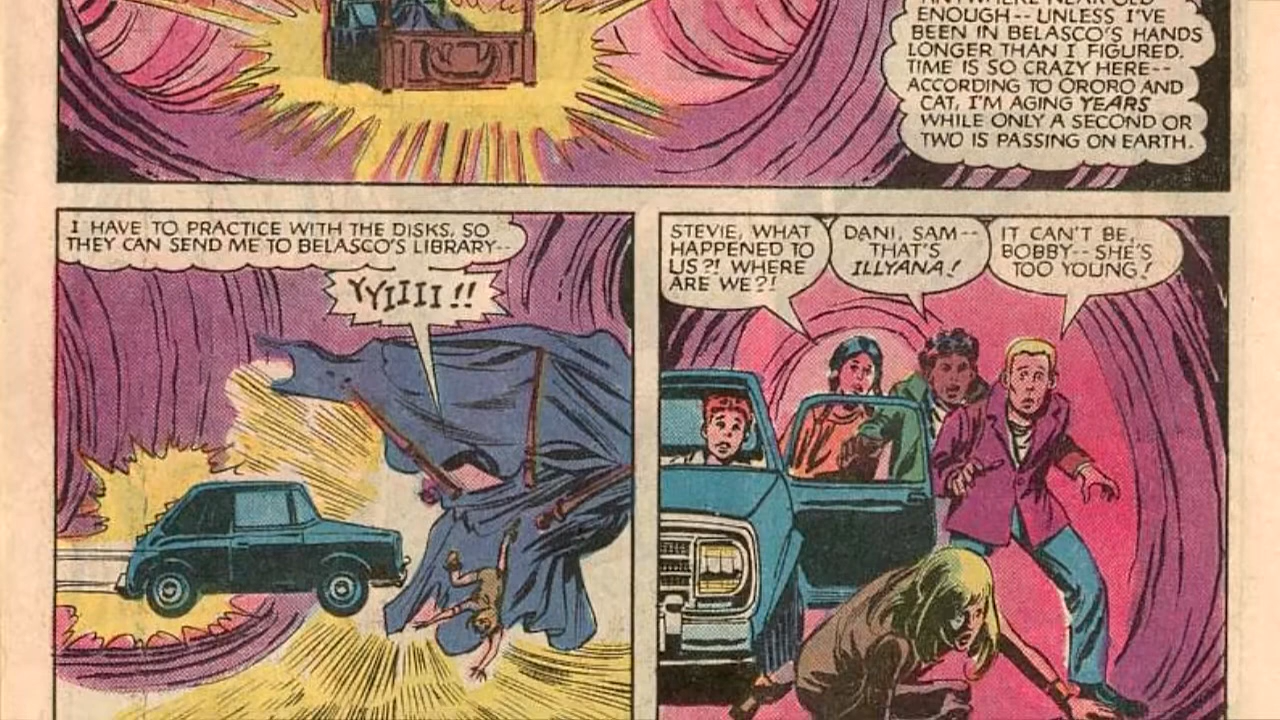 ANYWHERE NEAR OLD
ENOUGH-- UNLESS I'VE
BEEN IN BELASCO'S HANDS
LONGER THAN I FIGURED.
TIME IS SO CRAZY HERE--
ACCORDING TO ORORO AND
CAT, I'M AGING YEARS
WHILE ONLY A SECOND OR
TWO IS PASSING ON EARTH.
I HAVE TO PRACTICE WITH THE DISKS, SO
THEY CAN SEND ME TO BELASCO'S LIBRARY--
YYIIII!!
STEVIE, WHAT
HAPPENED TO
US?! WHERE
ARE WE?!
DANI, SAM--
THAT'S
ILLYANA!
IT CAN'T BE,
BOBBY-- SHE'S
TOO YOUNG!